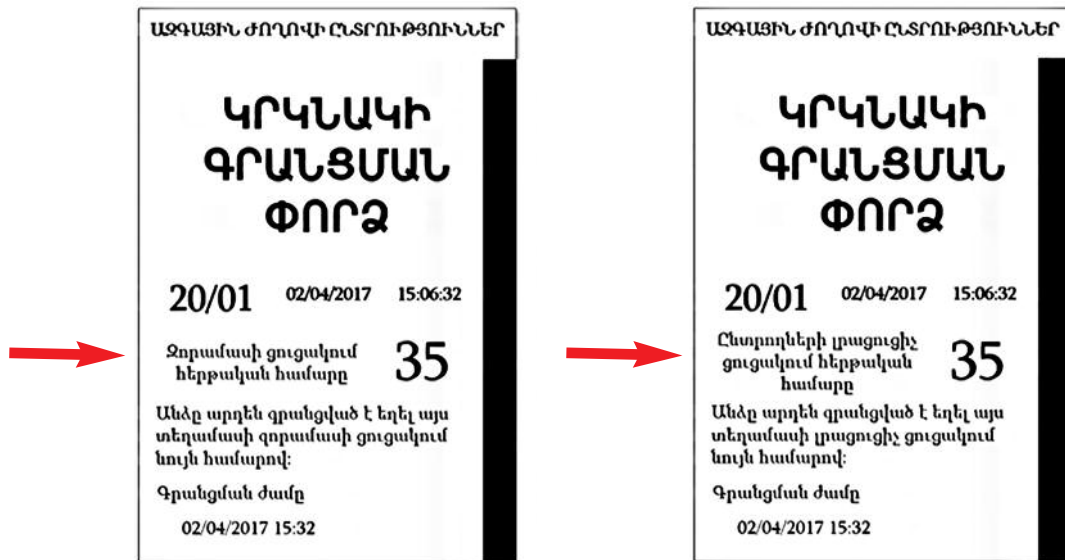 ԱԶԳԱՅԻՆ ԺՈՂՈՎԻ ԸՆՏՐՈՒԹՅՈՒՆՆԵՐ
ԿՐԿՆԱԿԻ
ԳՐԱՆՑՄԱՆ
ՓՈՐՁ
20/01 02/04/2017 15:06:32
Զորամասի ցուցակում
հերթական համարը
35
Անձը արդեն գրանցված է եղել այս
տեղամասի զորամասի ցուցակում
նույն համարով:
Գրանցման ժամը
02/04/2017 15:32
ԱԶԳԱՅԻՆ ԺՈՂՈՎԻ ԸՆՏՐՈՒԹՅՈՒՆՆԵՐ
ԿՐԿՆԱԿԻ
ԳՐԱՆՑՄԱՆ
ՓՈՐՁ
20/01 02/04/2017 15:06:32
Ընտրողների լրացուցիչ
ցուցակում հերթական
համարը
35
Անձը արդեն գրանցված է եղել այս
տեղամասի լրացուցիչ ցուցակում
նույն համարով:
Գրանցման ժամը
02/04/2017 15:32